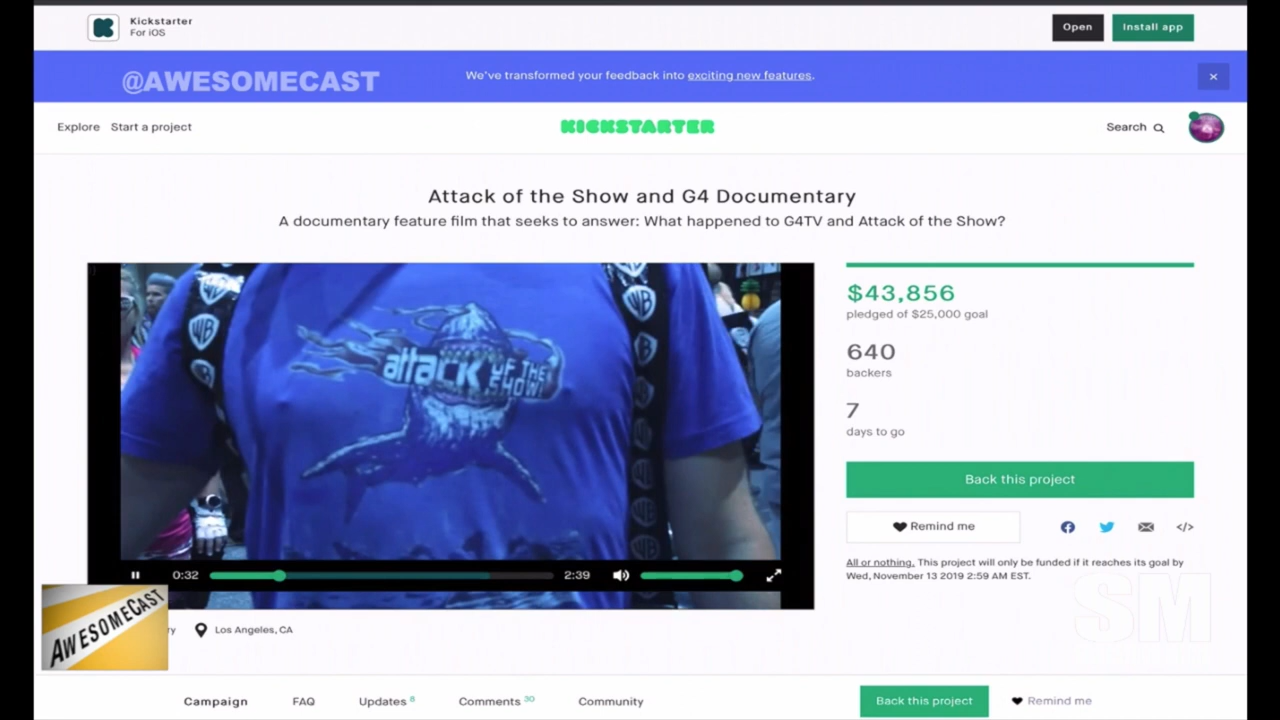 Kickstarter
For iOS
Open
Install app
@AWESOMECAST
We've transformed your feedback into exciting new features.
Explore
Start a project
KICKSTARTER
Search
Attack of the Show and G4 Documentary
A documentary feature film that seeks to answer: What happened to G4TV and Attack of the Show?
WB
WB
WB
attack OF THE SHOW!
$43,856
pledged of $25,000 goal
640
backers
7
days to go
Back this project
Remind me
</>
All or nothing. This project will only be funded if it reaches its goal by
Wed, November 13 2019 2:59 AM EST.
0:32
2:39
AWESOMECAST
ry
Los Angeles, CA
SM
Campaign
FAQ
Updates 8
Comments 30
Community
Back this project
Remind me